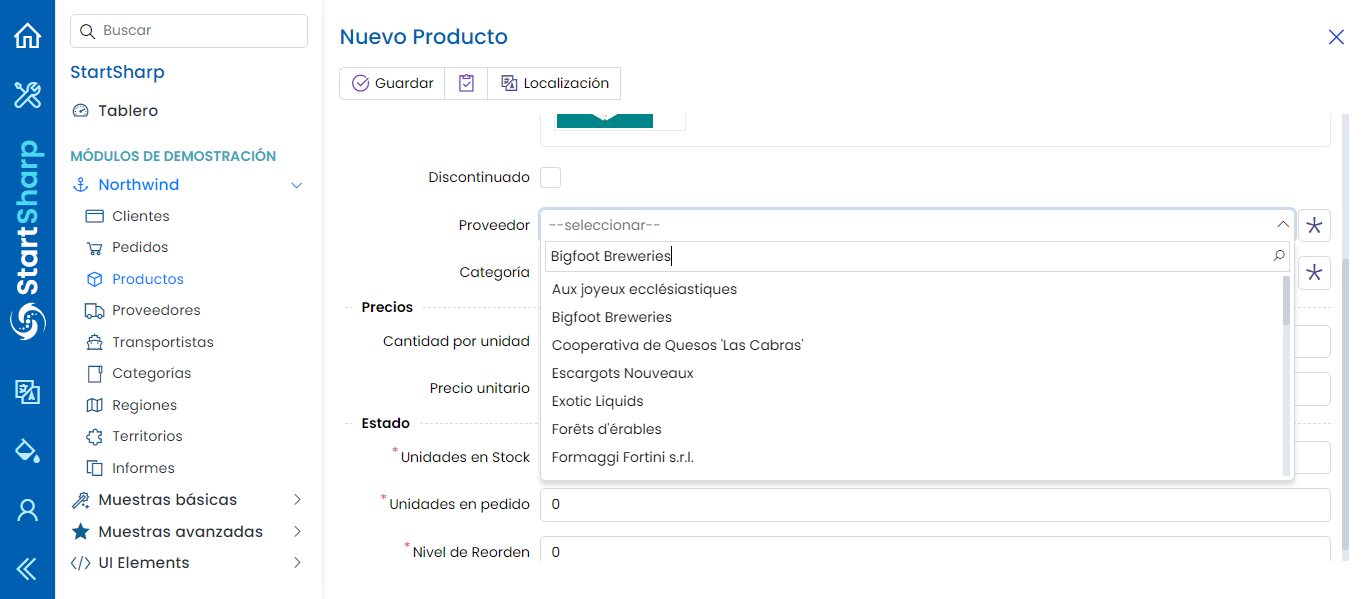 Buscar
StartSharp
Tablero
MÓDULOS DE DEMOSTRACIÓN
Northwind
Clientes
Pedidos
Productos
Proveedores
Transportistas
Categorías
Regiones
Territorios
Informes
Muestras básicas
Muestras avanzadas
UI Elements
StartSharp
Nuevo Producto
Guardar
Localización
Discontinuado
Proveedor
--seleccionar--
Bigfoot Breweries
Aux joyeux ecclésiastiques
Bigfoot Breweries
Cooperativa de Quesos 'Las Cabras'
Escargots Nouveaux
Exotic Liquids
Forêts d'érables
Formaggi Fortini s.r.l.
Categoría
Precios
Cantidad por unidad
Precio unitario
Estado
*Unidades en Stock
*Unidades en pedido 0
*Nivel de Reorden 0